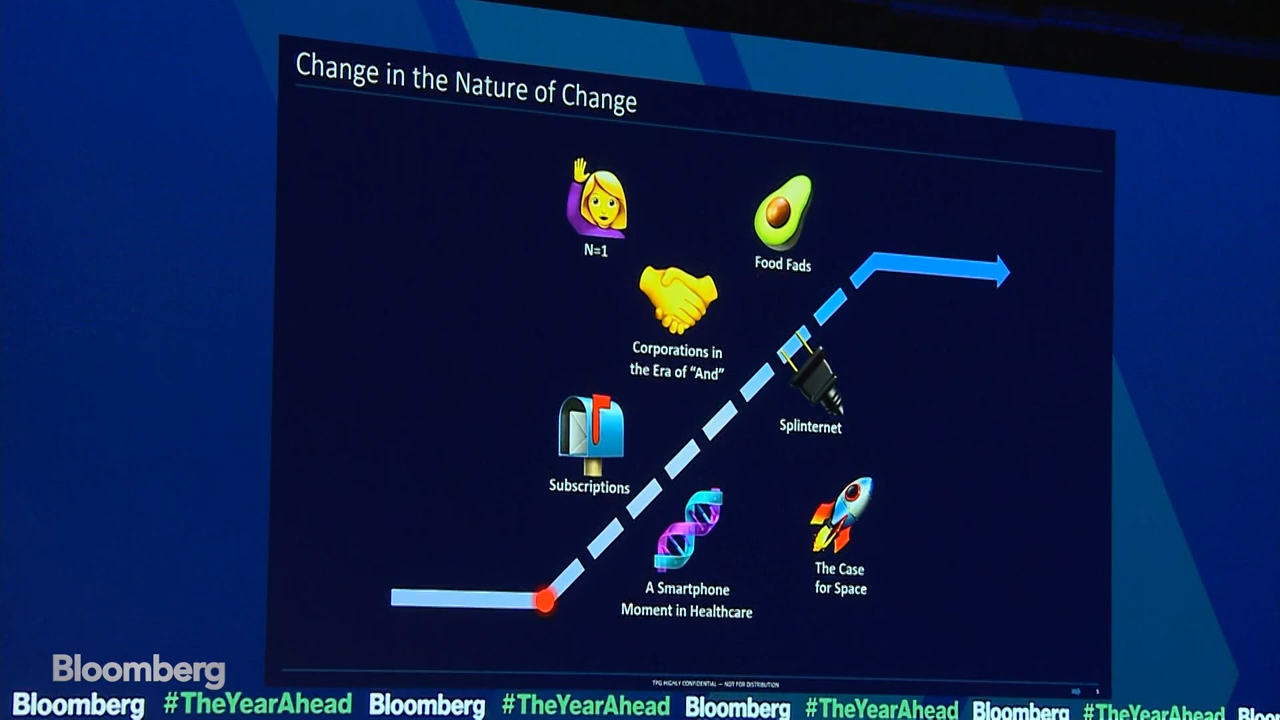 Change in the Nature of Change
N=1
Food Fads
Corporations in
the Era of “And”
Splinternet
Subscriptions
A Smartphone
Moment in Healthcare
The Case
for Space
TPG HIGHLY CONFIDENTIAL — NOT FOR DISTRIBUTION
1
Bloomberg
Bloomberg #TheYearAhead Bloomberg #TheYearAhead Bloomberg #TheYearAhead Bloomberg #TheYearAhead Bloo